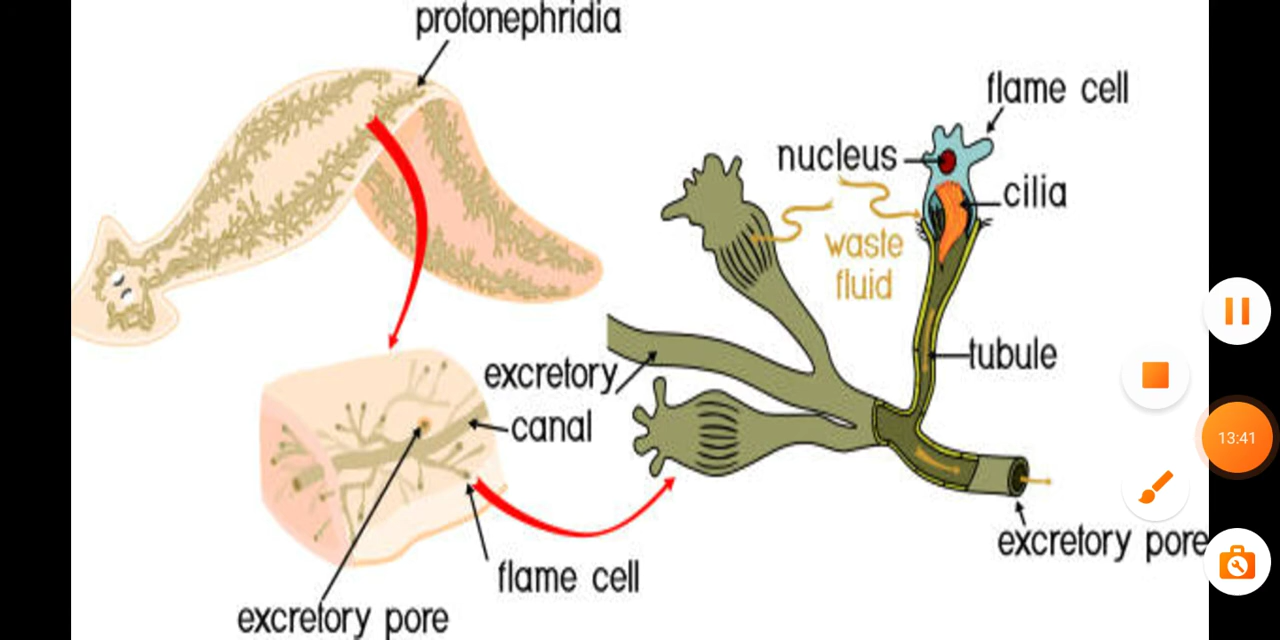 protonephridia
flame cell
nucleus
cilia
waste
fluid
tubule
excretory
canal
excretory pore
flame cell
excretory pore
13:41